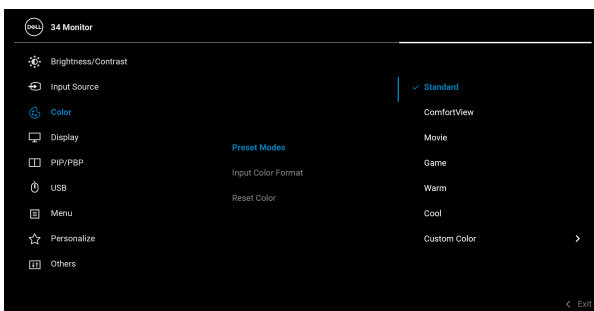 DELL
34 Monitor
Brightness/Contrast
Input Source
Color
Display
PIP/PBP
USB
Menu
Personalize
Others
Preset Modes
Input Color Format
Reset Color
Standard
ComfortView
Movie
Game
Warm
Cool
Custom Color
Exit